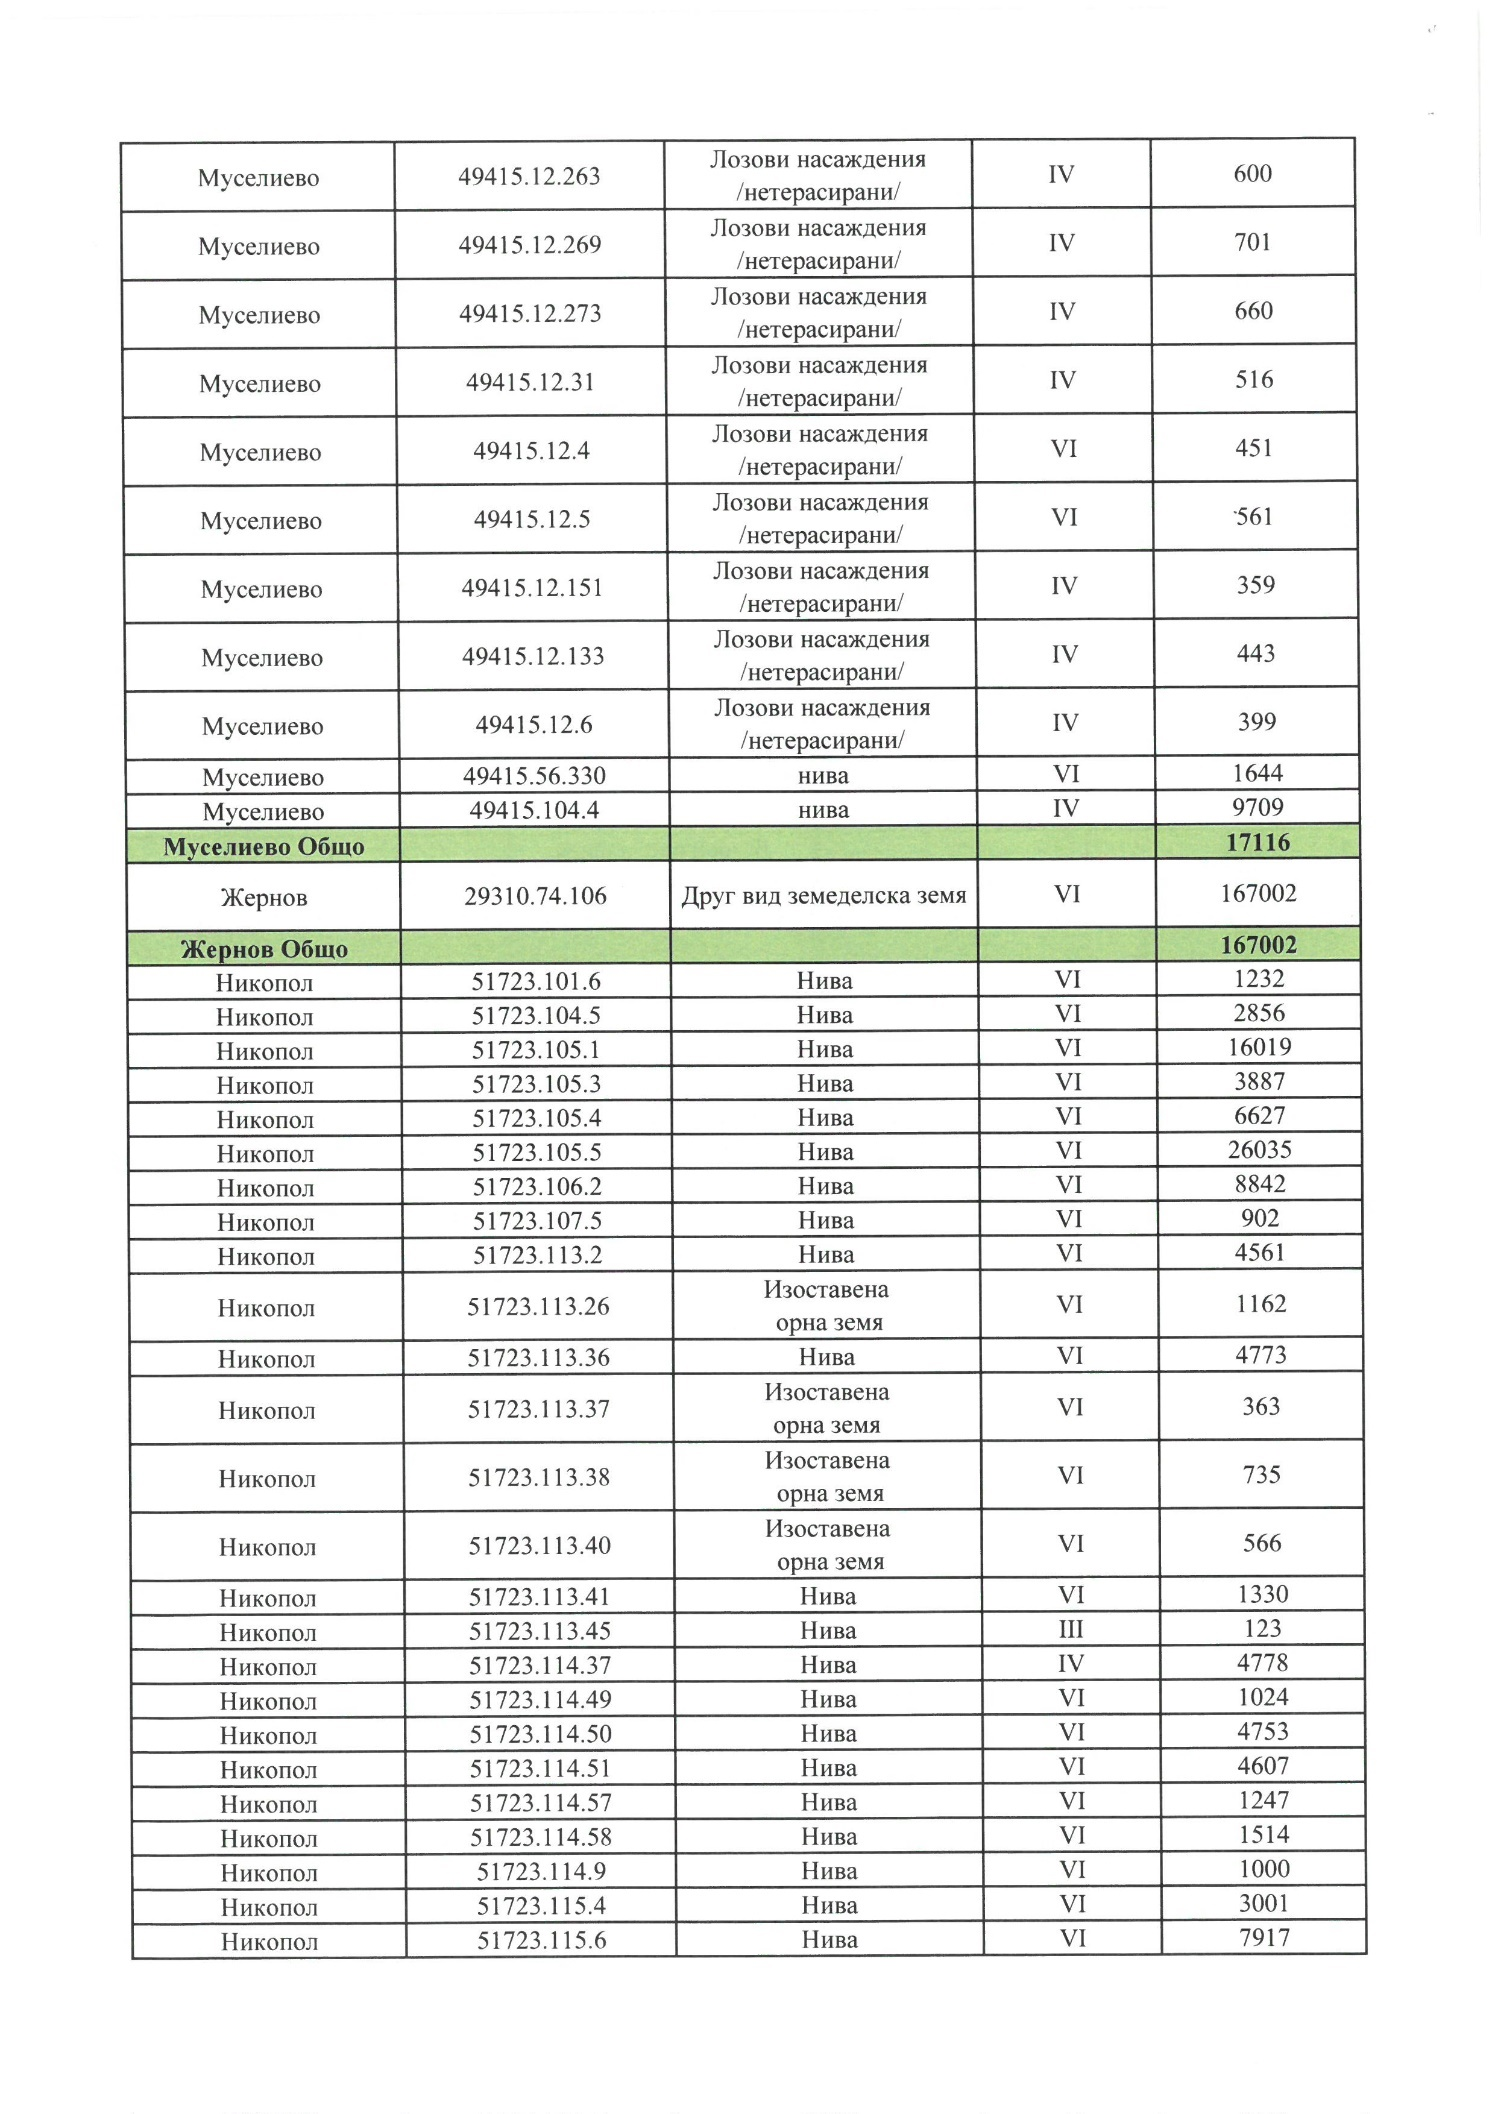 Муселиево 49415.12.263 Лозови насаждения /нетерасирани/ IV 600
Муселиево 49415.12.269 Лозови насаждения /нетерасирани/ IV 701
Муселиево 49415.12.273 Лозови насаждения /нетерасирани/ IV 660
Муселиево 49415.12.31 Лозови насаждения /нетерасирани/ IV 516
Муселиево 49415.12.4 Лозови насаждения /нетерасирани/ VI 451
Муселиево 49415.12.5 Лозови насаждения /нетерасирани/ VI 561
Муселиево 49415.12.151 Лозови насаждения /нетерасирани/ IV 359
Муселиево 49415.12.133 Лозови насаждения /нетерасирани/ IV 443
Муселиево 49415.12.6 Лозови насаждения /нетерасирани/ IV 399
Муселиево 49415.56.330 нива VI 1644
Муселиево 49415.104.4 нива IV 9709
Муселиево Общо 17116
Жернов 29310.74.106 Друг вид земеделска земя VI 167002
Жернов Общо 167002
Никопол 51723.101.6 Нива VI 1232
Никопол 51723.104.5 Нива VI 2856
Никопол 51723.105.1 Нива VI 16019
Никопол 51723.105.3 Нива VI 3887
Никопол 51723.105.4 Нива VI 6627
Никопол 51723.105.5 Нива VI 26035
Никопол 51723.106.2 Нива VI 8842
Никопол 51723.107.5 Нива VI 902
Никопол 51723.113.2 Нива VI 4561
Никопол 51723.113.26 Изоставена орна земя VI 1162
Никопол 51723.113.36 Нива VI 4773
Никопол 51723.113.37 Изоставена орна земя VI 363
Никопол 51723.113.38 Изоставена орна земя VI 735
Никопол 51723.113.40 Изоставена орна земя VI 566
Никопол 51723.113.41 Нива VI 1330
Никопол 51723.113.45 Нива III 123
Никопол 51723.114.37 Нива IV 4778
Никопол 51723.114.49 Нива VI 1024
Никопол 51723.114.50 Нива VI 4753
Никопол 51723.114.51 Нива VI 4607
Никопол 51723.114.57 Нива VI 1247
Никопол 51723.114.58 Нива VI 1514
Никопол 51723.114.9 Нива VI 1000
Никопол 51723.115.4 Нива VI 3001
Никопол 51723.115.6 Нива VI 7917